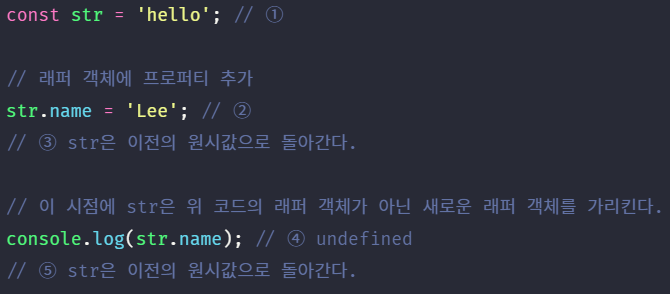 const str = 'hello'; // ①
// 래퍼 객체에 프로퍼티 추가
str.name = 'Lee'; // ②
// ③ str은 이전의 원시값으로 돌아간다.
// 이 시점에 str은 위 코드의 래퍼 객체가 아닌 새로운 래퍼 객체를 가리킨다.
console.log(str.name); // ④ undefined
// ⑤ str은 이전의 원시값으로 돌아간다.